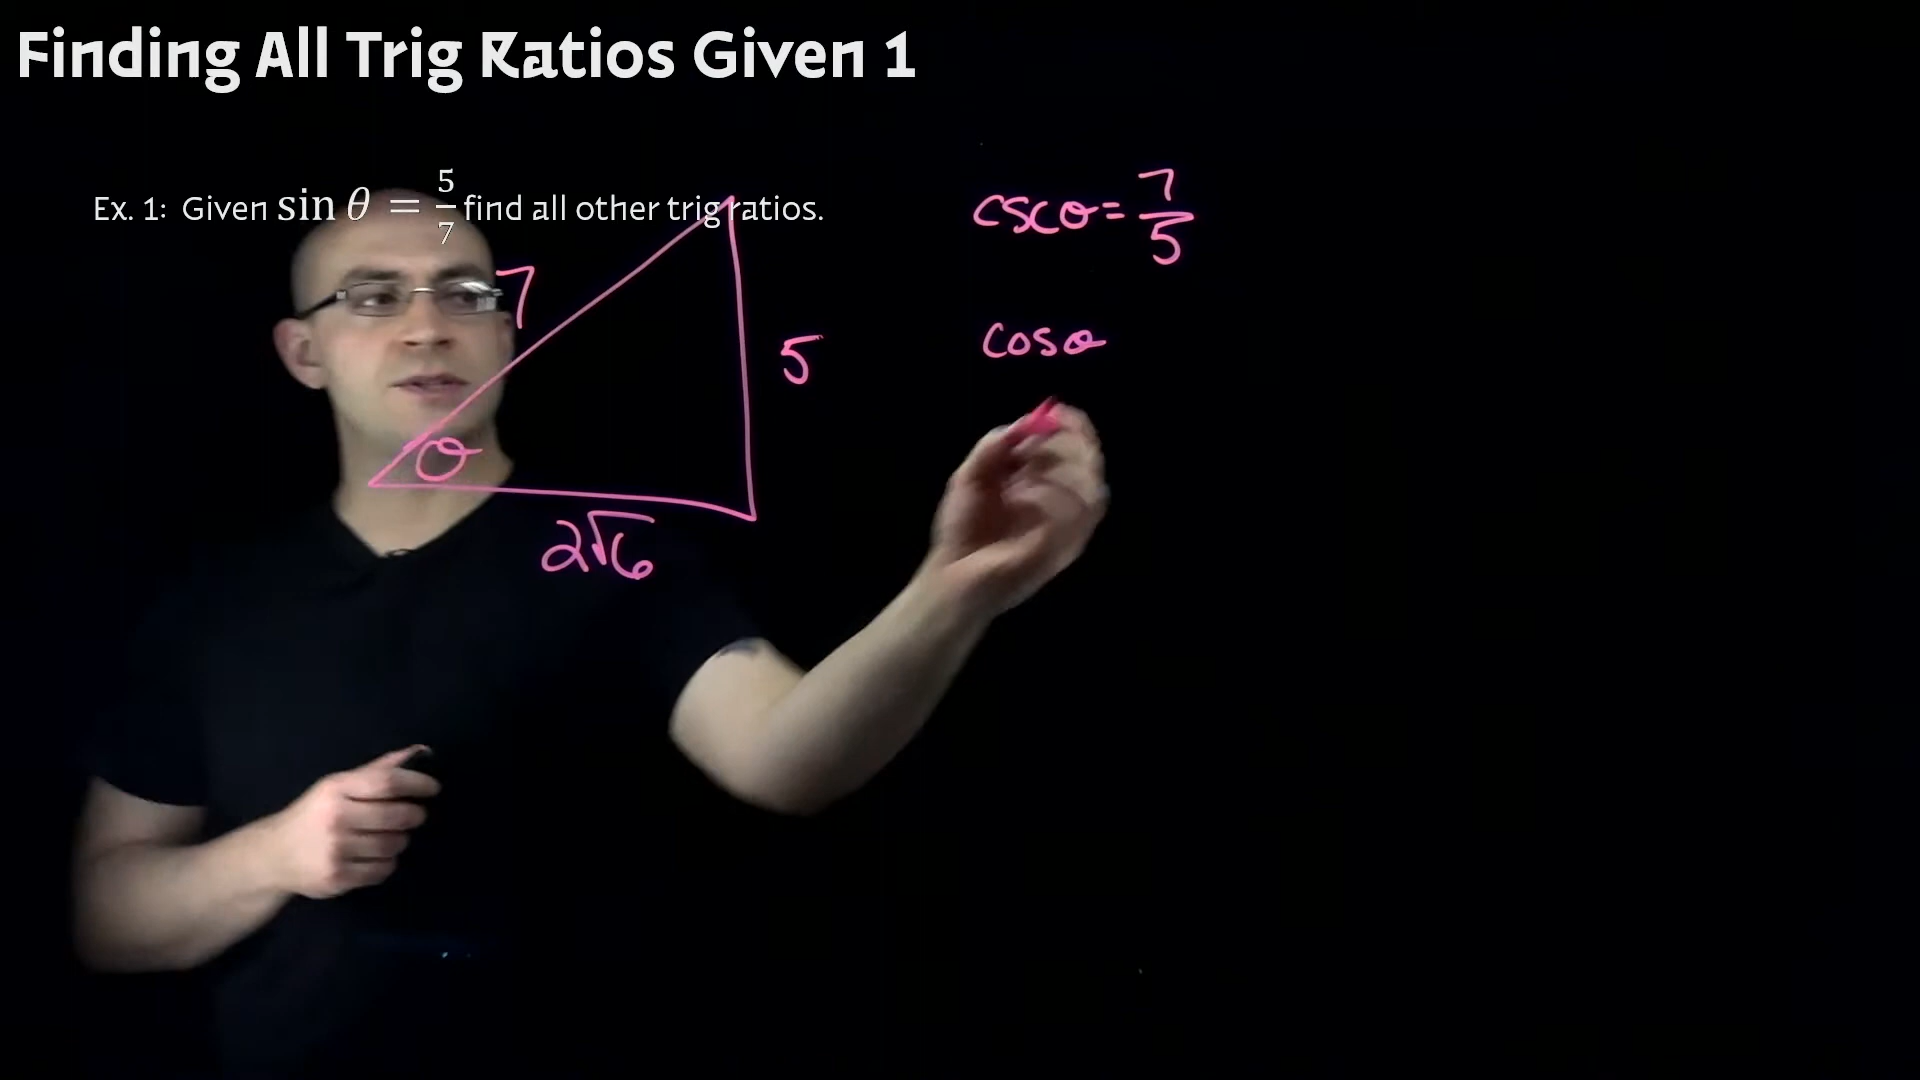 Finding All Trig Ratios Given 1
Ex. 1: Given sin θ = 5/7 find all other trig ratios.
7
5
θ
2√6
cscθ = 7/5
cosθ